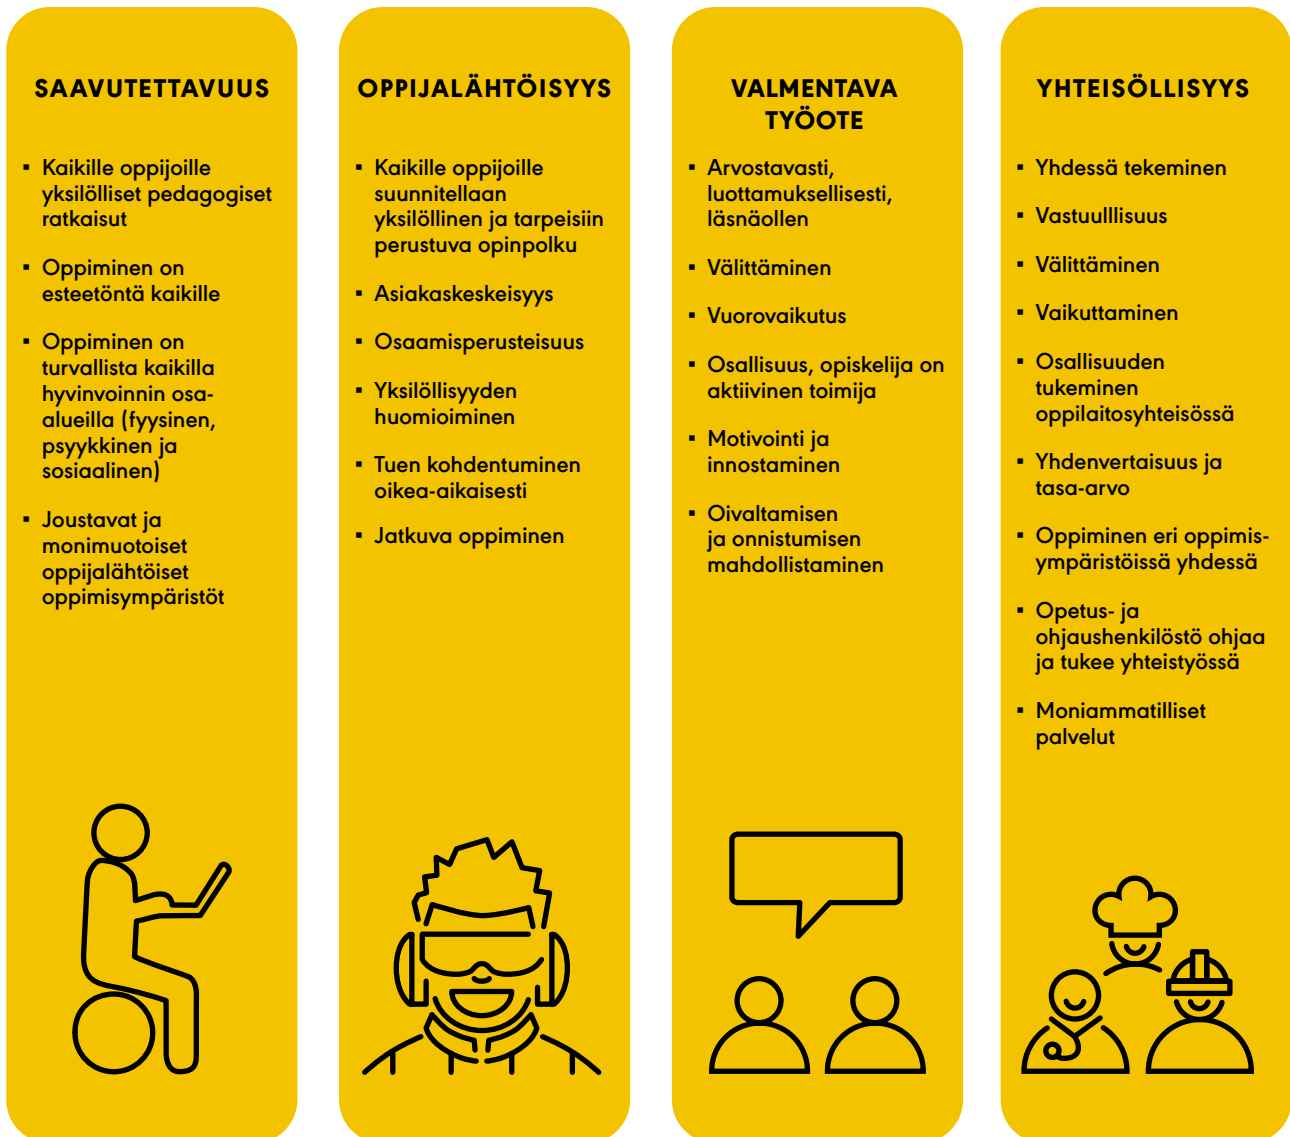 SAAVUTETTAVUUS
▪ Kaikille oppijoille
yksilölliset pedagogiset
ratkaisut
▪ Oppiminen on
esteetöntä kaikille
▪ Oppiminen on
turvallista kaikilla
hyvinvoinnin osa-
alueilla (fyysinen,
psyykkinen ja
sosiaalinen)
▪ Joustavat ja
monimuotoiset
oppijalähtöiset
oppimisympäristöt
OPPIJALÄHTÖISYYS
▪ Kaikille oppijoille
suunnitellaan
yksilöllinen ja tarpeisiin
perustuva opinpolku
▪ Asiakaskeskeisyys
▪ Osaamisperusteisuus
▪ Yksilöllisyyden
huomioiminen
▪ Tuen kohdentuminen
oikea-aikaisesti
▪ Jatkuva oppiminen
VALMENTAVA
TYÖOTE
▪ Arvostavasti,
luottamuksellisesti,
läsnäollen
▪ Välittäminen
▪ Vuorovaikutus
▪ Osallisuus, opiskelija on
aktiivinen toimija
▪ Motivointi ja
innostaminen
▪ Oivaltamisen
ja onnistumisen
mahdollistaminen
YHTEISÖLLISYYS
▪ Yhdessä tekeminen
▪ Vastuulllisuus
▪ Välittäminen
▪ Vaikuttaminen
▪ Osallisuuden
tukeminen
oppilaitosyhteisössä
▪ Yhdenvertaisuus ja
tasa-arvo
▪ Oppiminen eri oppimis-
ympäristöissä yhdessä
▪ Opetus- ja
ohjaushenkilöstö ohjaa
ja tukee yhteistyössä
▪ Moniammatilliset
palvelut